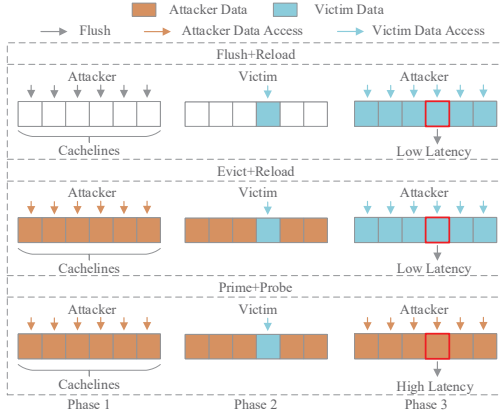 Attacker Data Victim Data
Flush Attacker Data Access Victim Data Access
Flush+Reload
Attacker Victim Attacker
Cachelines Low Latency
Evict+Reload
Attacker Victim Attacker
Cachelines Low Latency
Prime+Probe
Attacker Victim Attacker
Cachelines High Latency
Phase 1 Phase 2 Phase 3